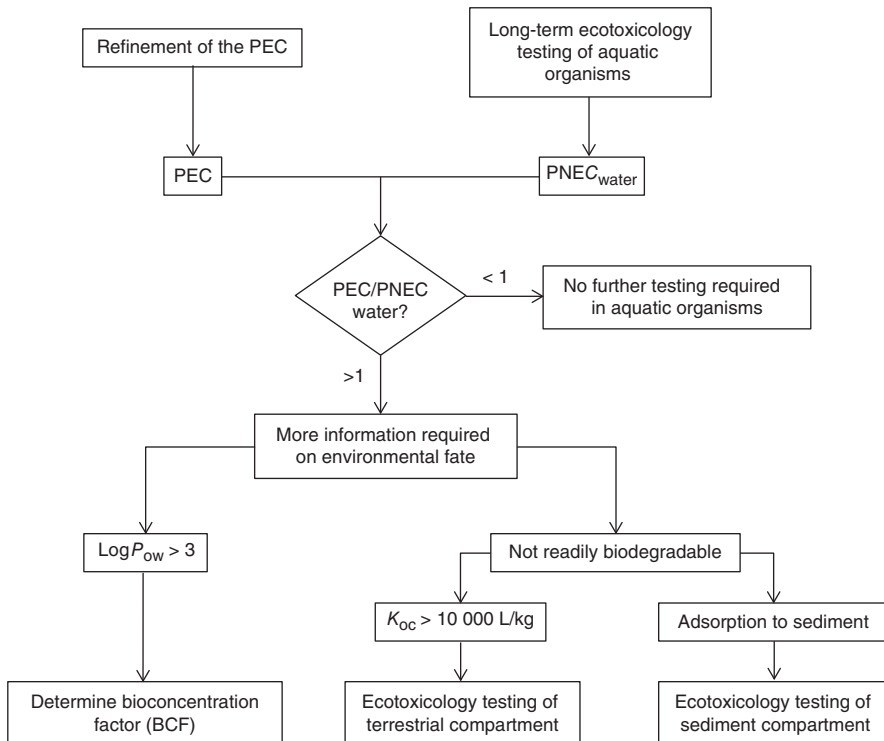 Refinement of the PEC
Long-term ecotoxicology
testing of aquatic
organisms
PEC
PNECwater
PEC/PNEC
water?
< 1
No further testing required
in aquatic organisms
>1
More information required
on environmental fate
LogPow > 3
Not readily biodegradable
Koc > 10 000 L/kg
Adsorption to sediment
Determine bioconcentration
factor (BCF)
Ecotoxicology testing of
terrestrial compartment
Ecotoxicology testing of
sediment compartment